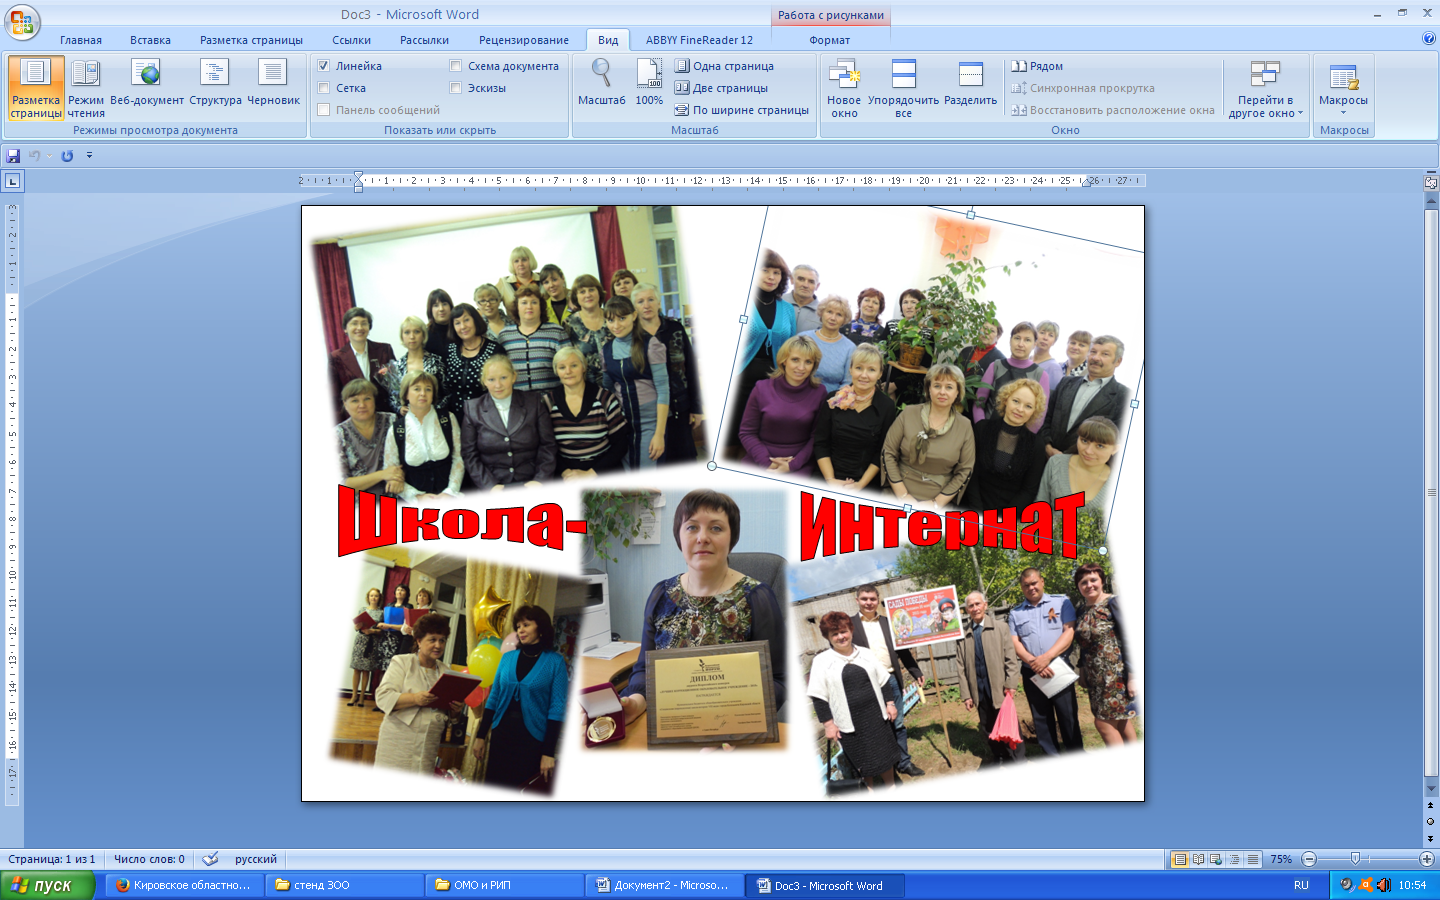 Doc3 - Microsoft Word
Работа с рисунками
Главная
Вставка
Разметка страницы
Ссылки
Рассылки
Рецензирование
Вид
ABBYY FineReader 12
Формат
Разметка страницы
Режим чтения
Веб-документ
Структура
Черновик
Режимы просмотра документа
Линейка
Сетка
Панель сообщений
Схема документа
Эскизы
Показать или скрыть
Масштаб
100%
Одна страница
Две страницы
По ширине страницы
Масштаб
Новое окно
Упорядочить все
Разделить
Рядом
Синхронная прокрутка
Восстановить расположение окна
Окно
Перейти в другое окно
Макросы
Макросы
Школа-
Интернат
САДЫ ПОБЕДЫ
ДИПЛОМ
Страница: 1 из 1
Число слов: 0
русский
75%
пуск
Кировское областно...
стенд ЗОО
ОМО и РИП
Документ2 - Microso...
Doc3 - Microsoft Word
RU
10:54